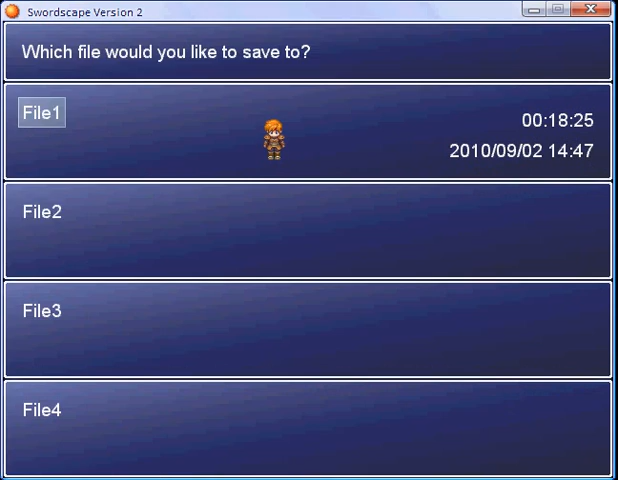 Swordscape Version 2
Which file would you like to save to?
File1
00:18:25
2010/09/02 14:47
File2
File3
File4